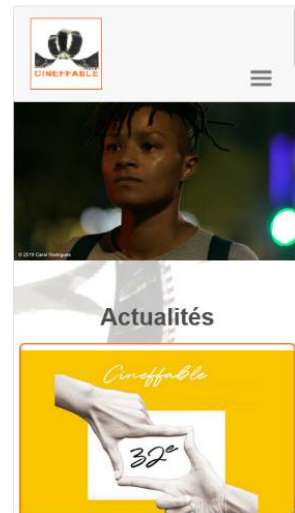 CINEFFABLE
© 2019 Carol Rodrigues
Actualités
Cineffable
32e